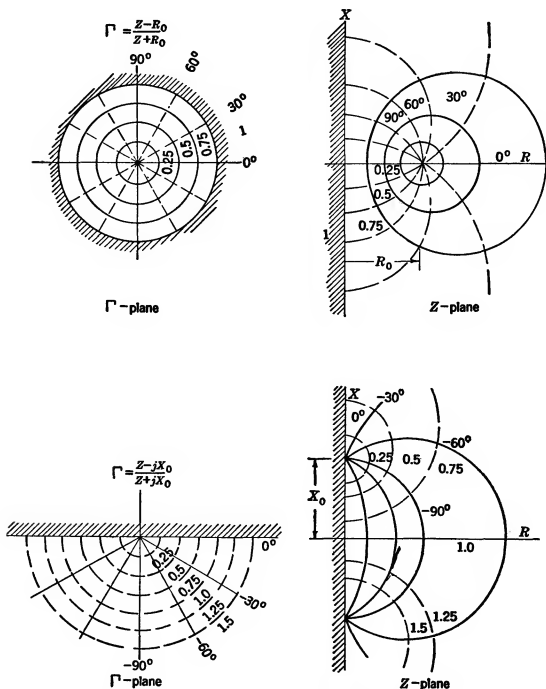 Γ = Z−R₀ / Z+R₀
90°
60°
30°
1
0°
0.25
0.5
0.75
Γ-plane
X
90°
60°
30°
0° R
0.25
0.5
0.75
1
R₀
Z-plane
Γ = Z−jX₀ / Z+jX₀
0°
0.25
0.5
0.75
1.0
1.25
1.5
−30°
−60°
−90°
Γ-plane
X
−30°
0°
−60°
0.25
0.5
0.75
X₀
−90°
R
1.0
1.25
1.5
Z-plane